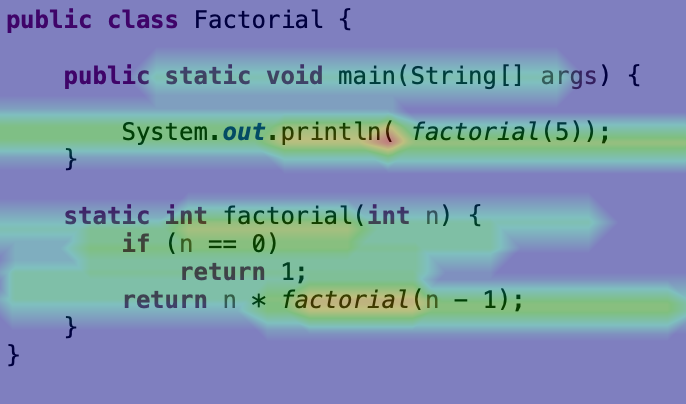 public class Factorial {
public static void main(String[] args) {
System.out.println( factorial(5));
}
static int factorial(int n) {
if (n == 0)
return 1;
return n * factorial(n - 1);
}
}